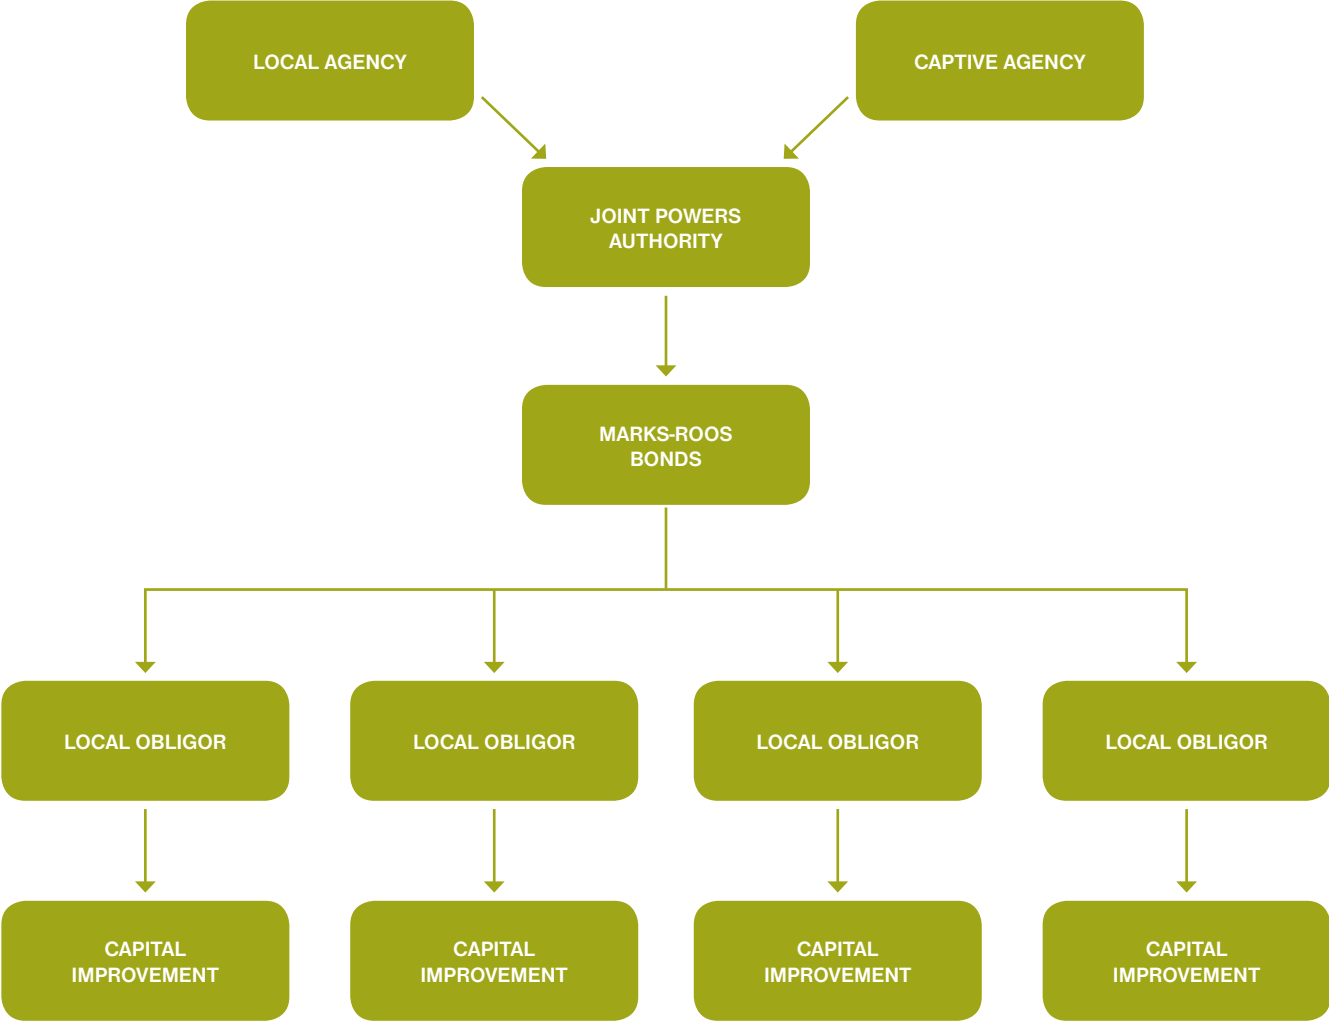 LOCAL AGENCY
CAPTIVE AGENCY
JOINT POWERS
AUTHORITY
MARKS-ROOS
BONDS
LOCAL OBLIGOR
LOCAL OBLIGOR
LOCAL OBLIGOR
LOCAL OBLIGOR
CAPITAL
IMPROVEMENT
CAPITAL
IMPROVEMENT
CAPITAL
IMPROVEMENT
CAPITAL
IMPROVEMENT